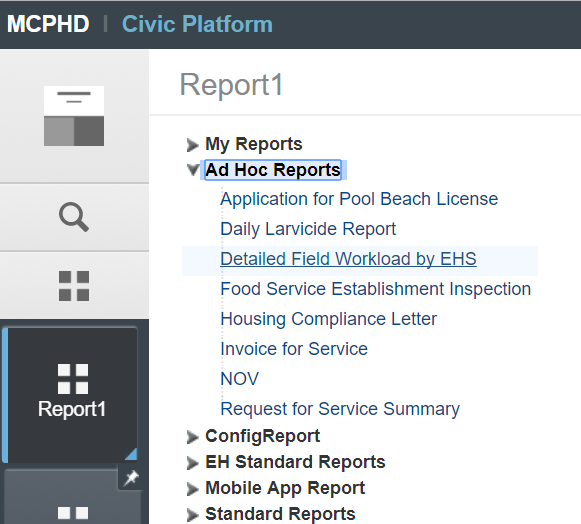 MCPHD | Civic Platform
Report1
My Reports
Ad Hoc Reports
Application for Pool Beach License
Daily Larvicide Report
Detailed Field Workload by EHS
Food Service Establishment Inspection
Housing Compliance Letter
Invoice for Service
NOV
Request for Service Summary
ConfigReport
EH Standard Reports
Mobile App Report
Standard Reports
Report1